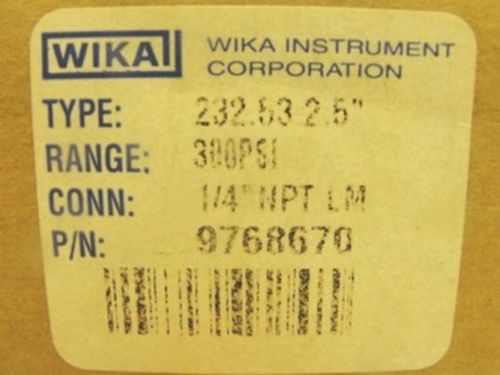 WIKA
WIKA INSTRUMENT
CORPORATION
TYPE: 232.53 2.5"
RANGE: 300PSI
CONN: 1/4" NPT LM
P/N: 9768670